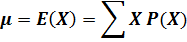 μ = E(X) = ∑ X P(X)